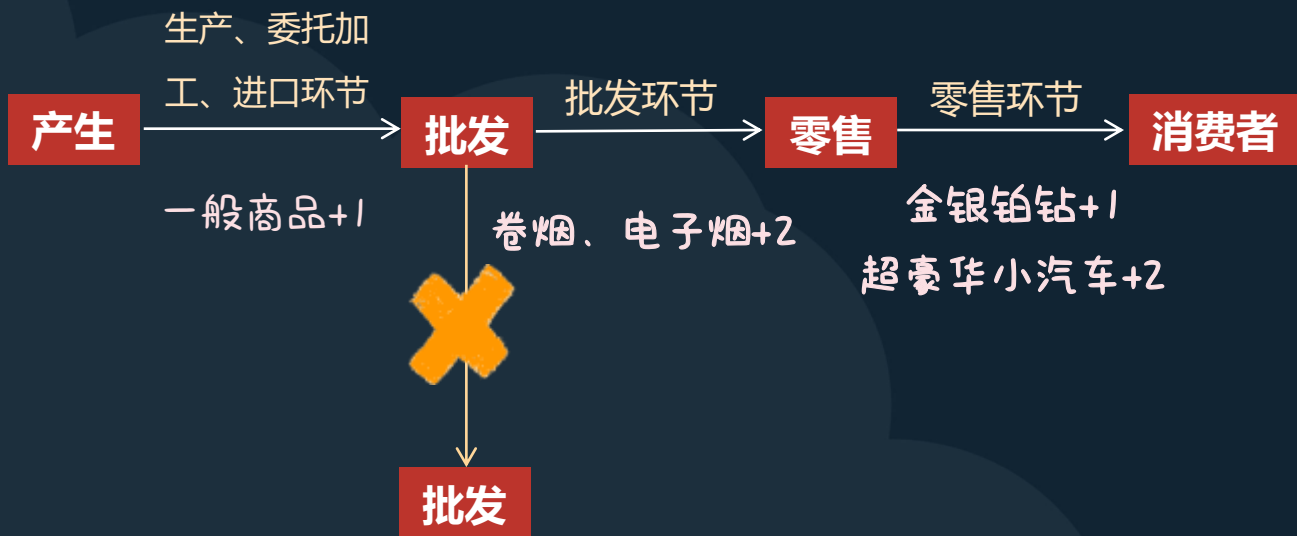 生产、委托加
工、进口环节
产生
批发
批发环节
零售
零售环节
消费者
一般商品+1
卷烟、电子烟+2
金银铂钻+1
超豪华小汽车+2
批发